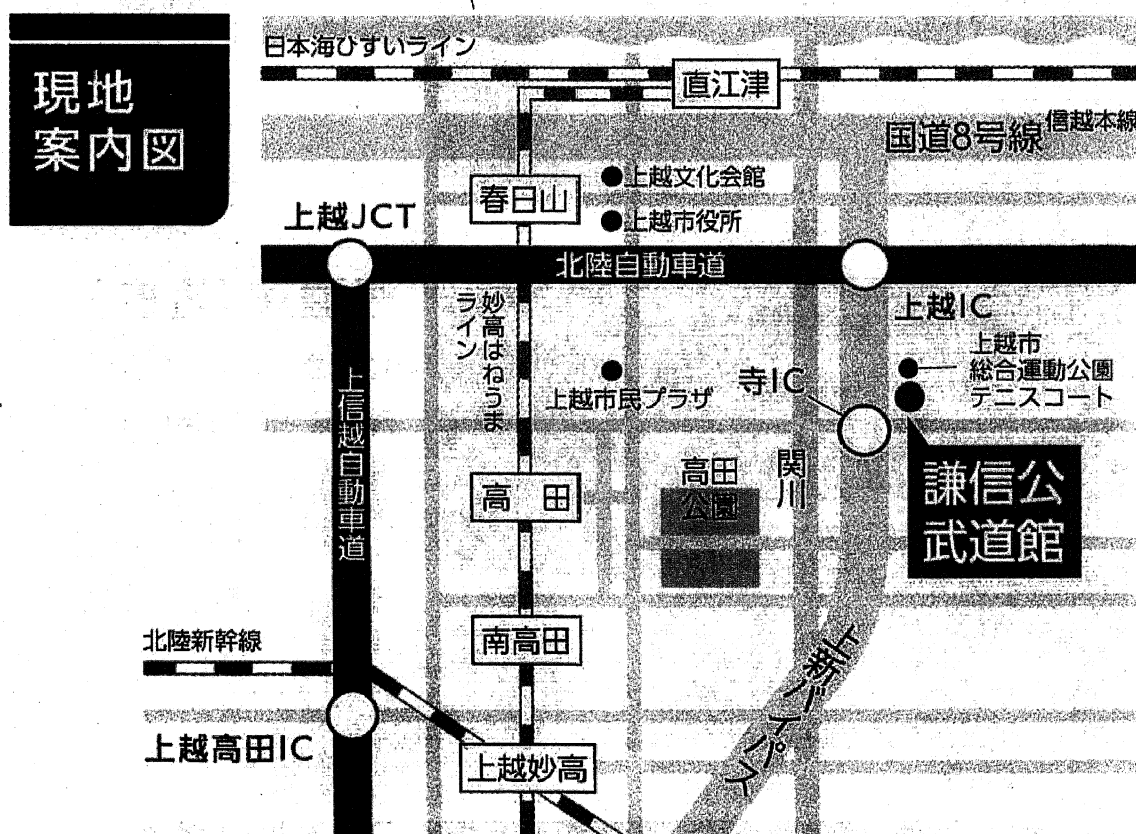 現地
案内図
日本海ひすいライン
直江津
国道8号線
信越本線
春日山
上越文化会館
上越市役所
上越JCT
北陸自動車道
上越IC
妙高はねうま
ライン
上越市
総合運動公園
テニスコート
上越市民プラザ
寺IC
上信越自動車道
高田
高田
公園
関川
謙信公
武道館
南高田
北陸新幹線
上新バイパス
上越高田IC
上越妙高